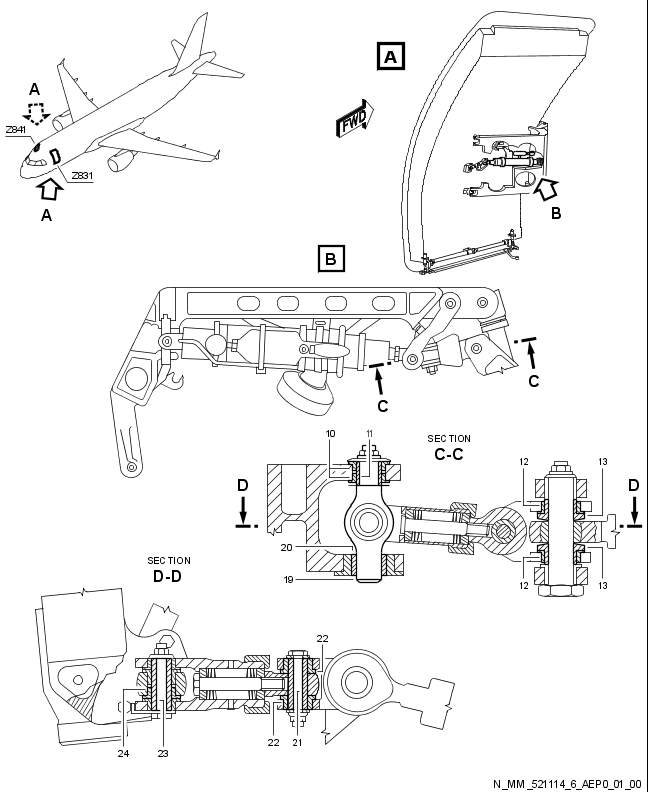 A
A
Z841
FWD
Z831
A
B
B
C
C
SECTION
C-C
10
11
12
13
D
D
20
19
12
13
SECTION
D-D
22
24
23
22
21
N_MM_521114_6_AEP0_01_00